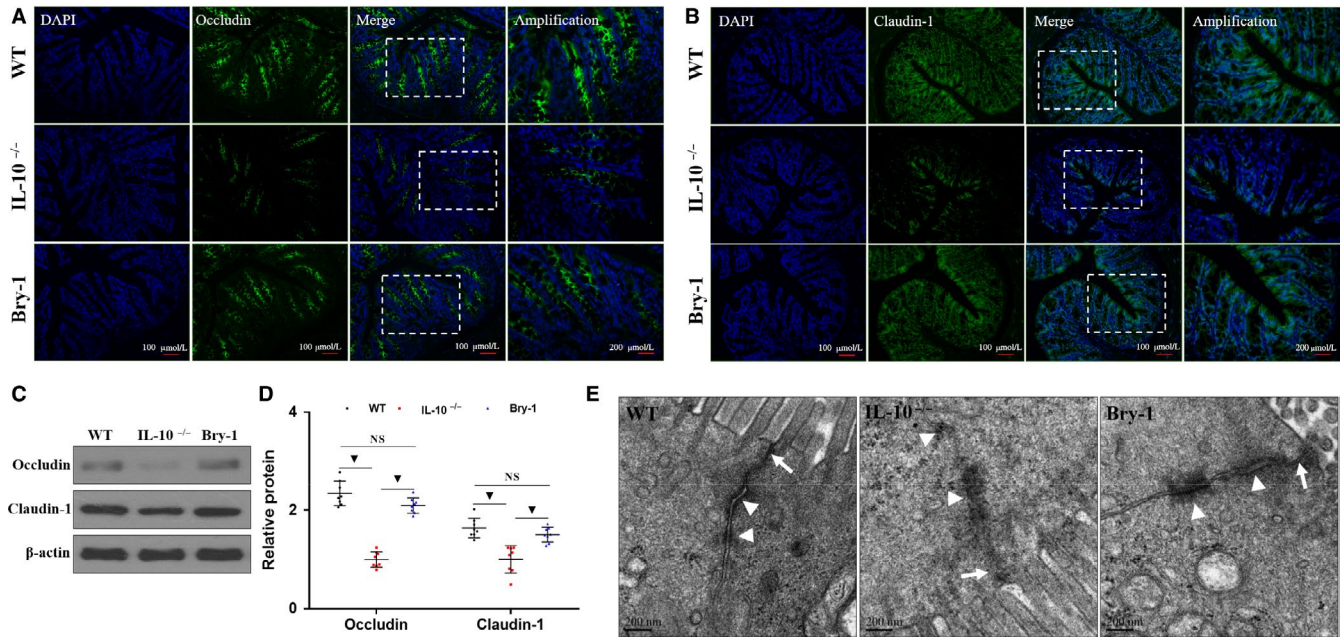 A
DAPI Occludin Merge Amplification
WT
IL-10 −/−
Bry-1
100 μmol/L 100 μmol/L 100 μmol/L 200 μmol/L
B
DAPI Claudin-1 Merge Amplification
WT
IL-10 −/−
Bry-1
100 μmol/L 100 μmol/L 100 μmol/L 200 μmol/L
C
WT IL-10 −/− Bry-1
Occludin
Claudin-1
β-actin
D
WT IL-10 −/− Bry-1
Relative protein
4
2
0
NS
NS
Occludin Claudin-1
E
WT IL-10 −/− Bry-1
200 nm 200 nm 200 nm